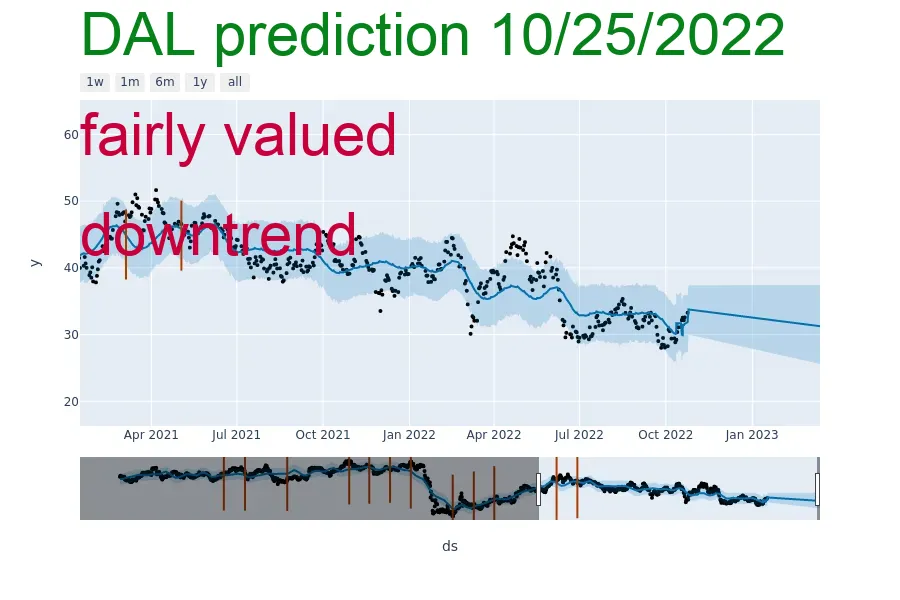 DAL prediction 10/25/2022
1w 1m 6m 1y all
fairly valued
downtrend
y
60
50
40
30
20
Apr 2021 Jul 2021 Oct 2021 Jan 2022 Apr 2022 Jul 2022 Oct 2022 Jan 2023
ds